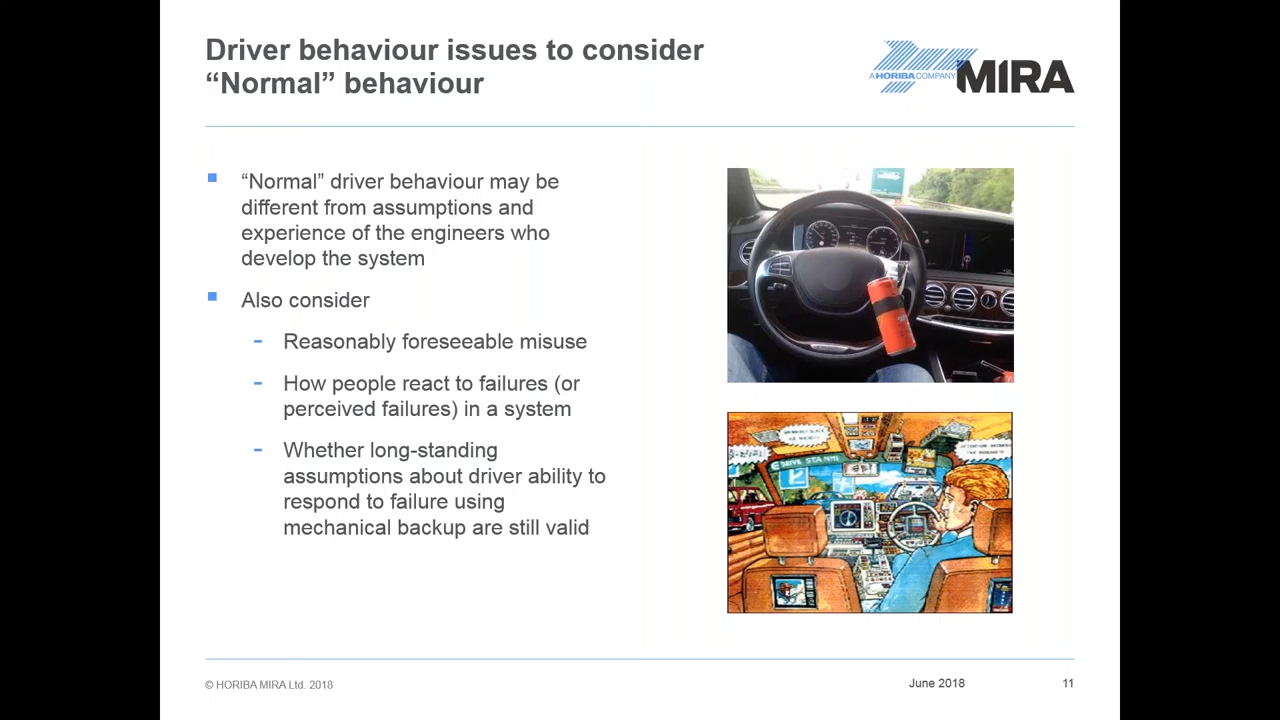 Driver behaviour issues to consider
“Normal” behaviour
A HORIBA COMPANY
MIRA
“Normal” driver behaviour may be
different from assumptions and
experience of the engineers who
develop the system
Also consider
- Reasonably foreseeable misuse
- How people react to failures (or
perceived failures) in a system
- Whether long-standing
assumptions about driver ability to
respond to failure using
mechanical backup are still valid
© HORIBA MIRA Ltd. 2018
June 2018
11